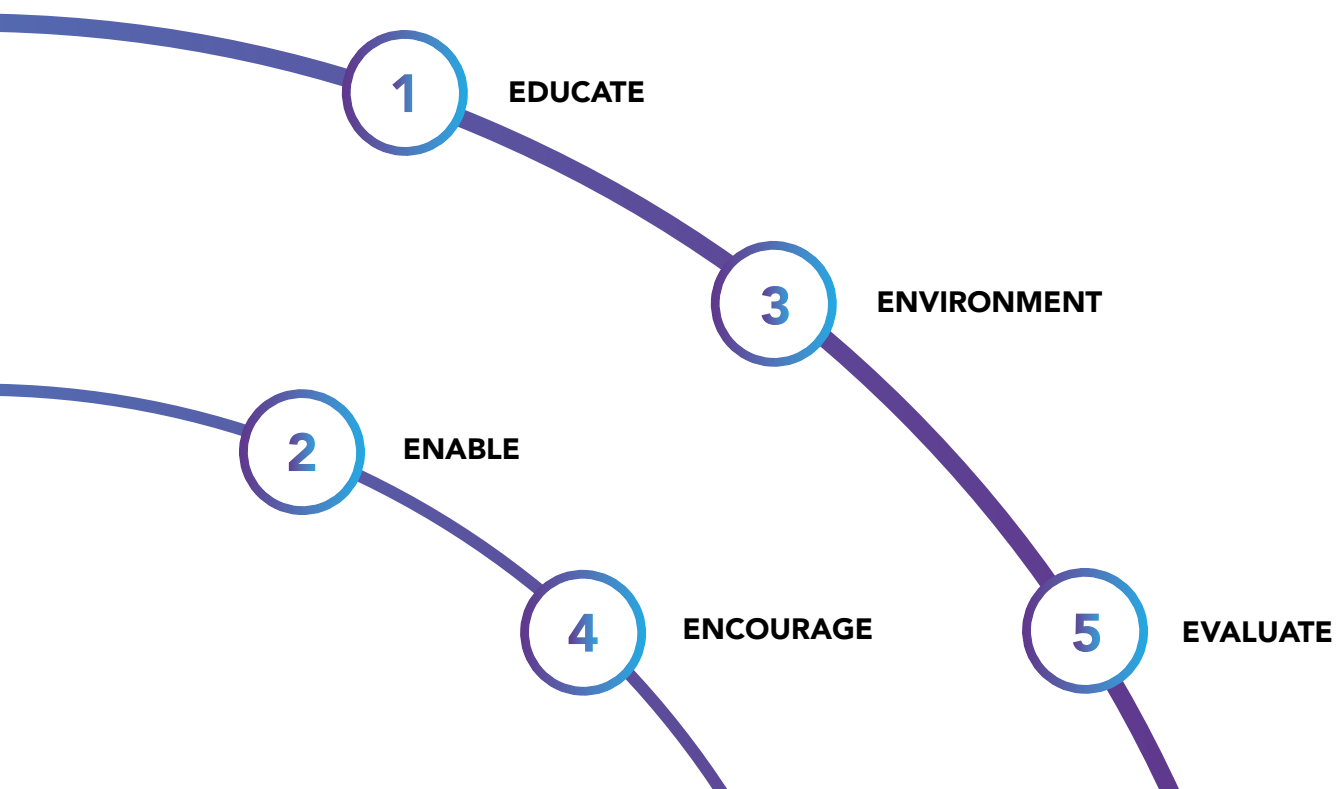 1 EDUCATE
3 ENVIRONMENT
2 ENABLE
4 ENCOURAGE
5 EVALUATE